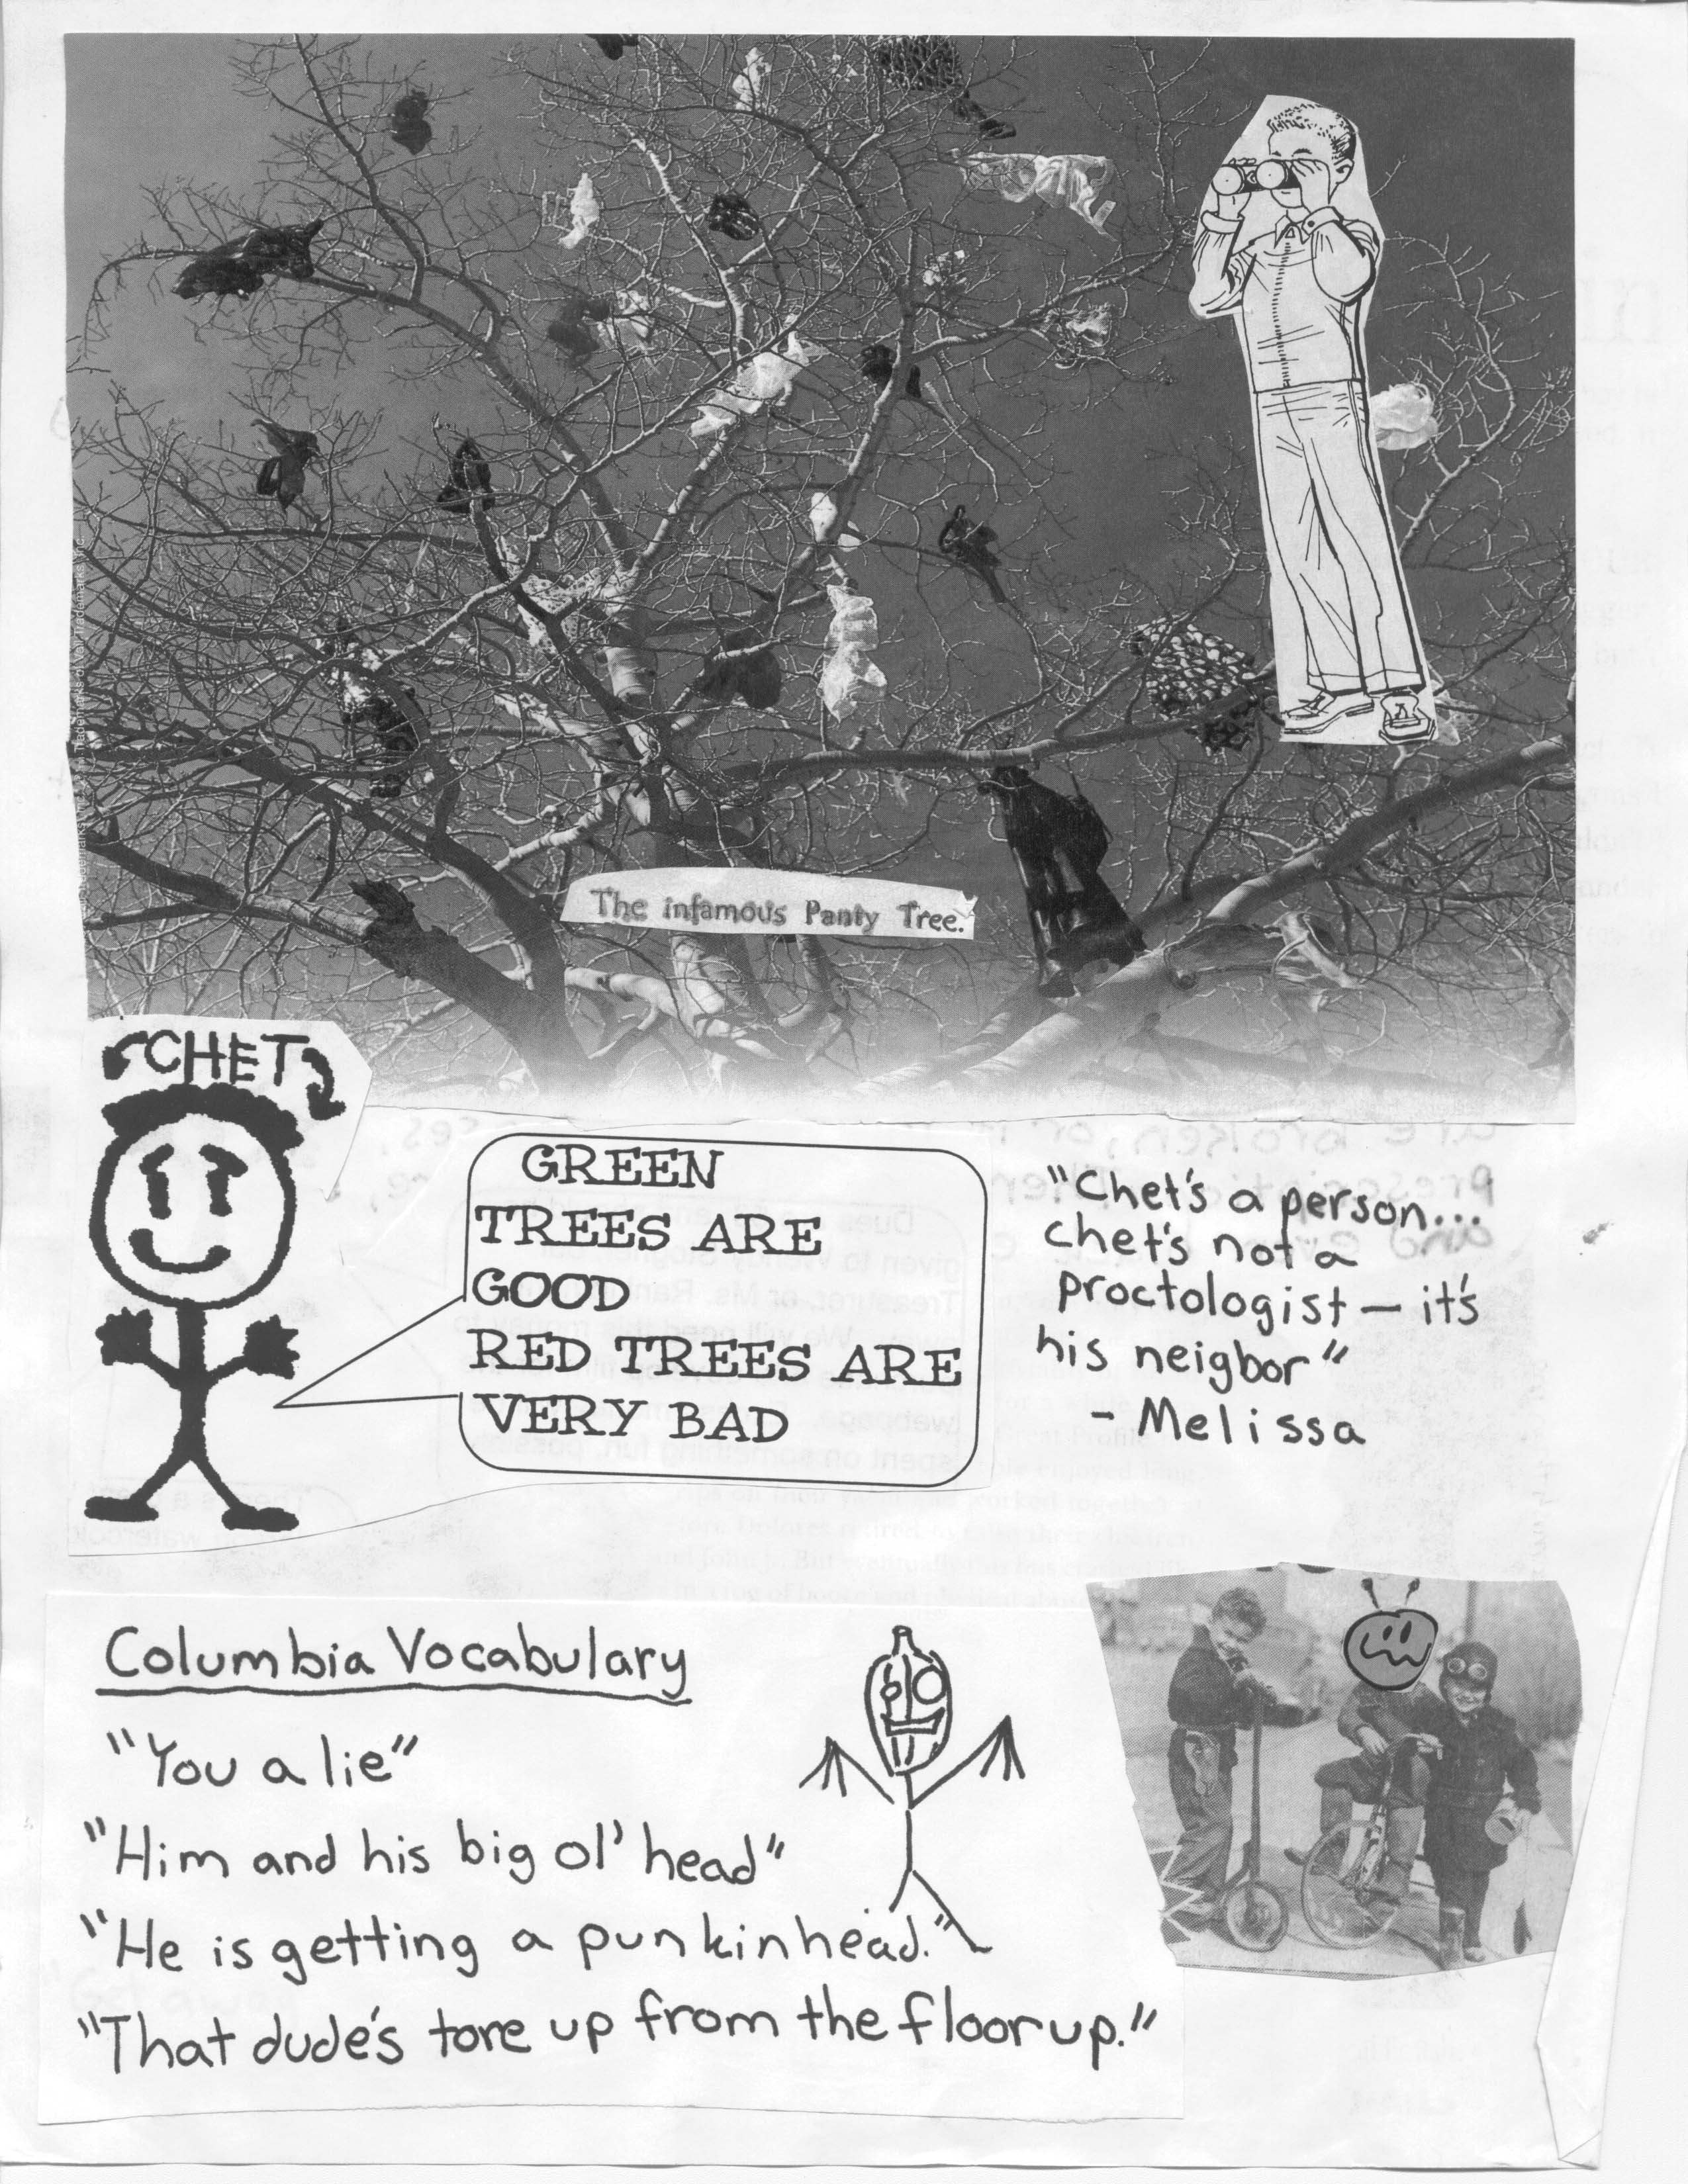 The infamous Panty Tree.
CHET
GREEN
TREES ARE
GOOD
RED TREES ARE
VERY BAD
"Chet's a person...
chet's not a
proctologist — it's
his neigbor"
- Melissa
Columbia Vocabulary
"You a lie"
"Him and his big ol' head"
"He is getting a punkinhead."
"That dude's tore up from the floor up."